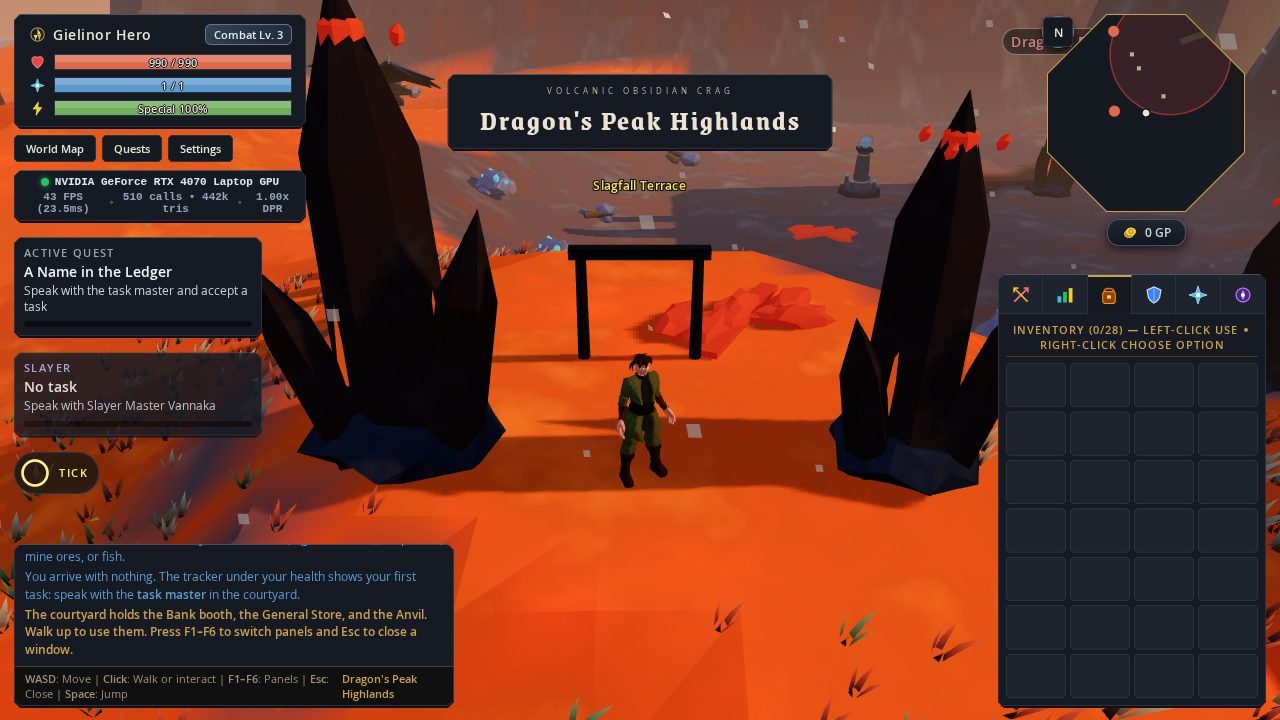 Gielinor Hero
Combat Lv. 3
990 / 990
1 / 1
Special 100%
World Map
Quests
Settings
NVIDIA GeForce RTX 4070 Laptop GPU
43 FPS (23.5ms) • 510 calls • 442k tris • 1.00x DPR
ACTIVE QUEST
A Name in the Ledger
Speak with the task master and accept a
task
SLAYER
No task
Speak with Slayer Master Vannaka
TICK
VOLCANIC OBSIDIAN CRAG
Dragon's Peak Highlands
Slagfall Terrace
Drag
N
0 GP
INVENTORY (0/28) — LEFT-CLICK USE •
RIGHT-CLICK CHOOSE OPTION
mine ores, or fish.
You arrive with nothing. The tracker under your health shows your first
task: speak with the task master in the courtyard.
The courtyard holds the Bank booth, the General Store, and the Anvil.
Walk up to use them. Press F1–F6 to switch panels and Esc to close a
window.
WASD: Move | Click: Walk or interact | F1–F6: Panels | Esc:
Close | Space: Jump
Dragon's Peak
Highlands